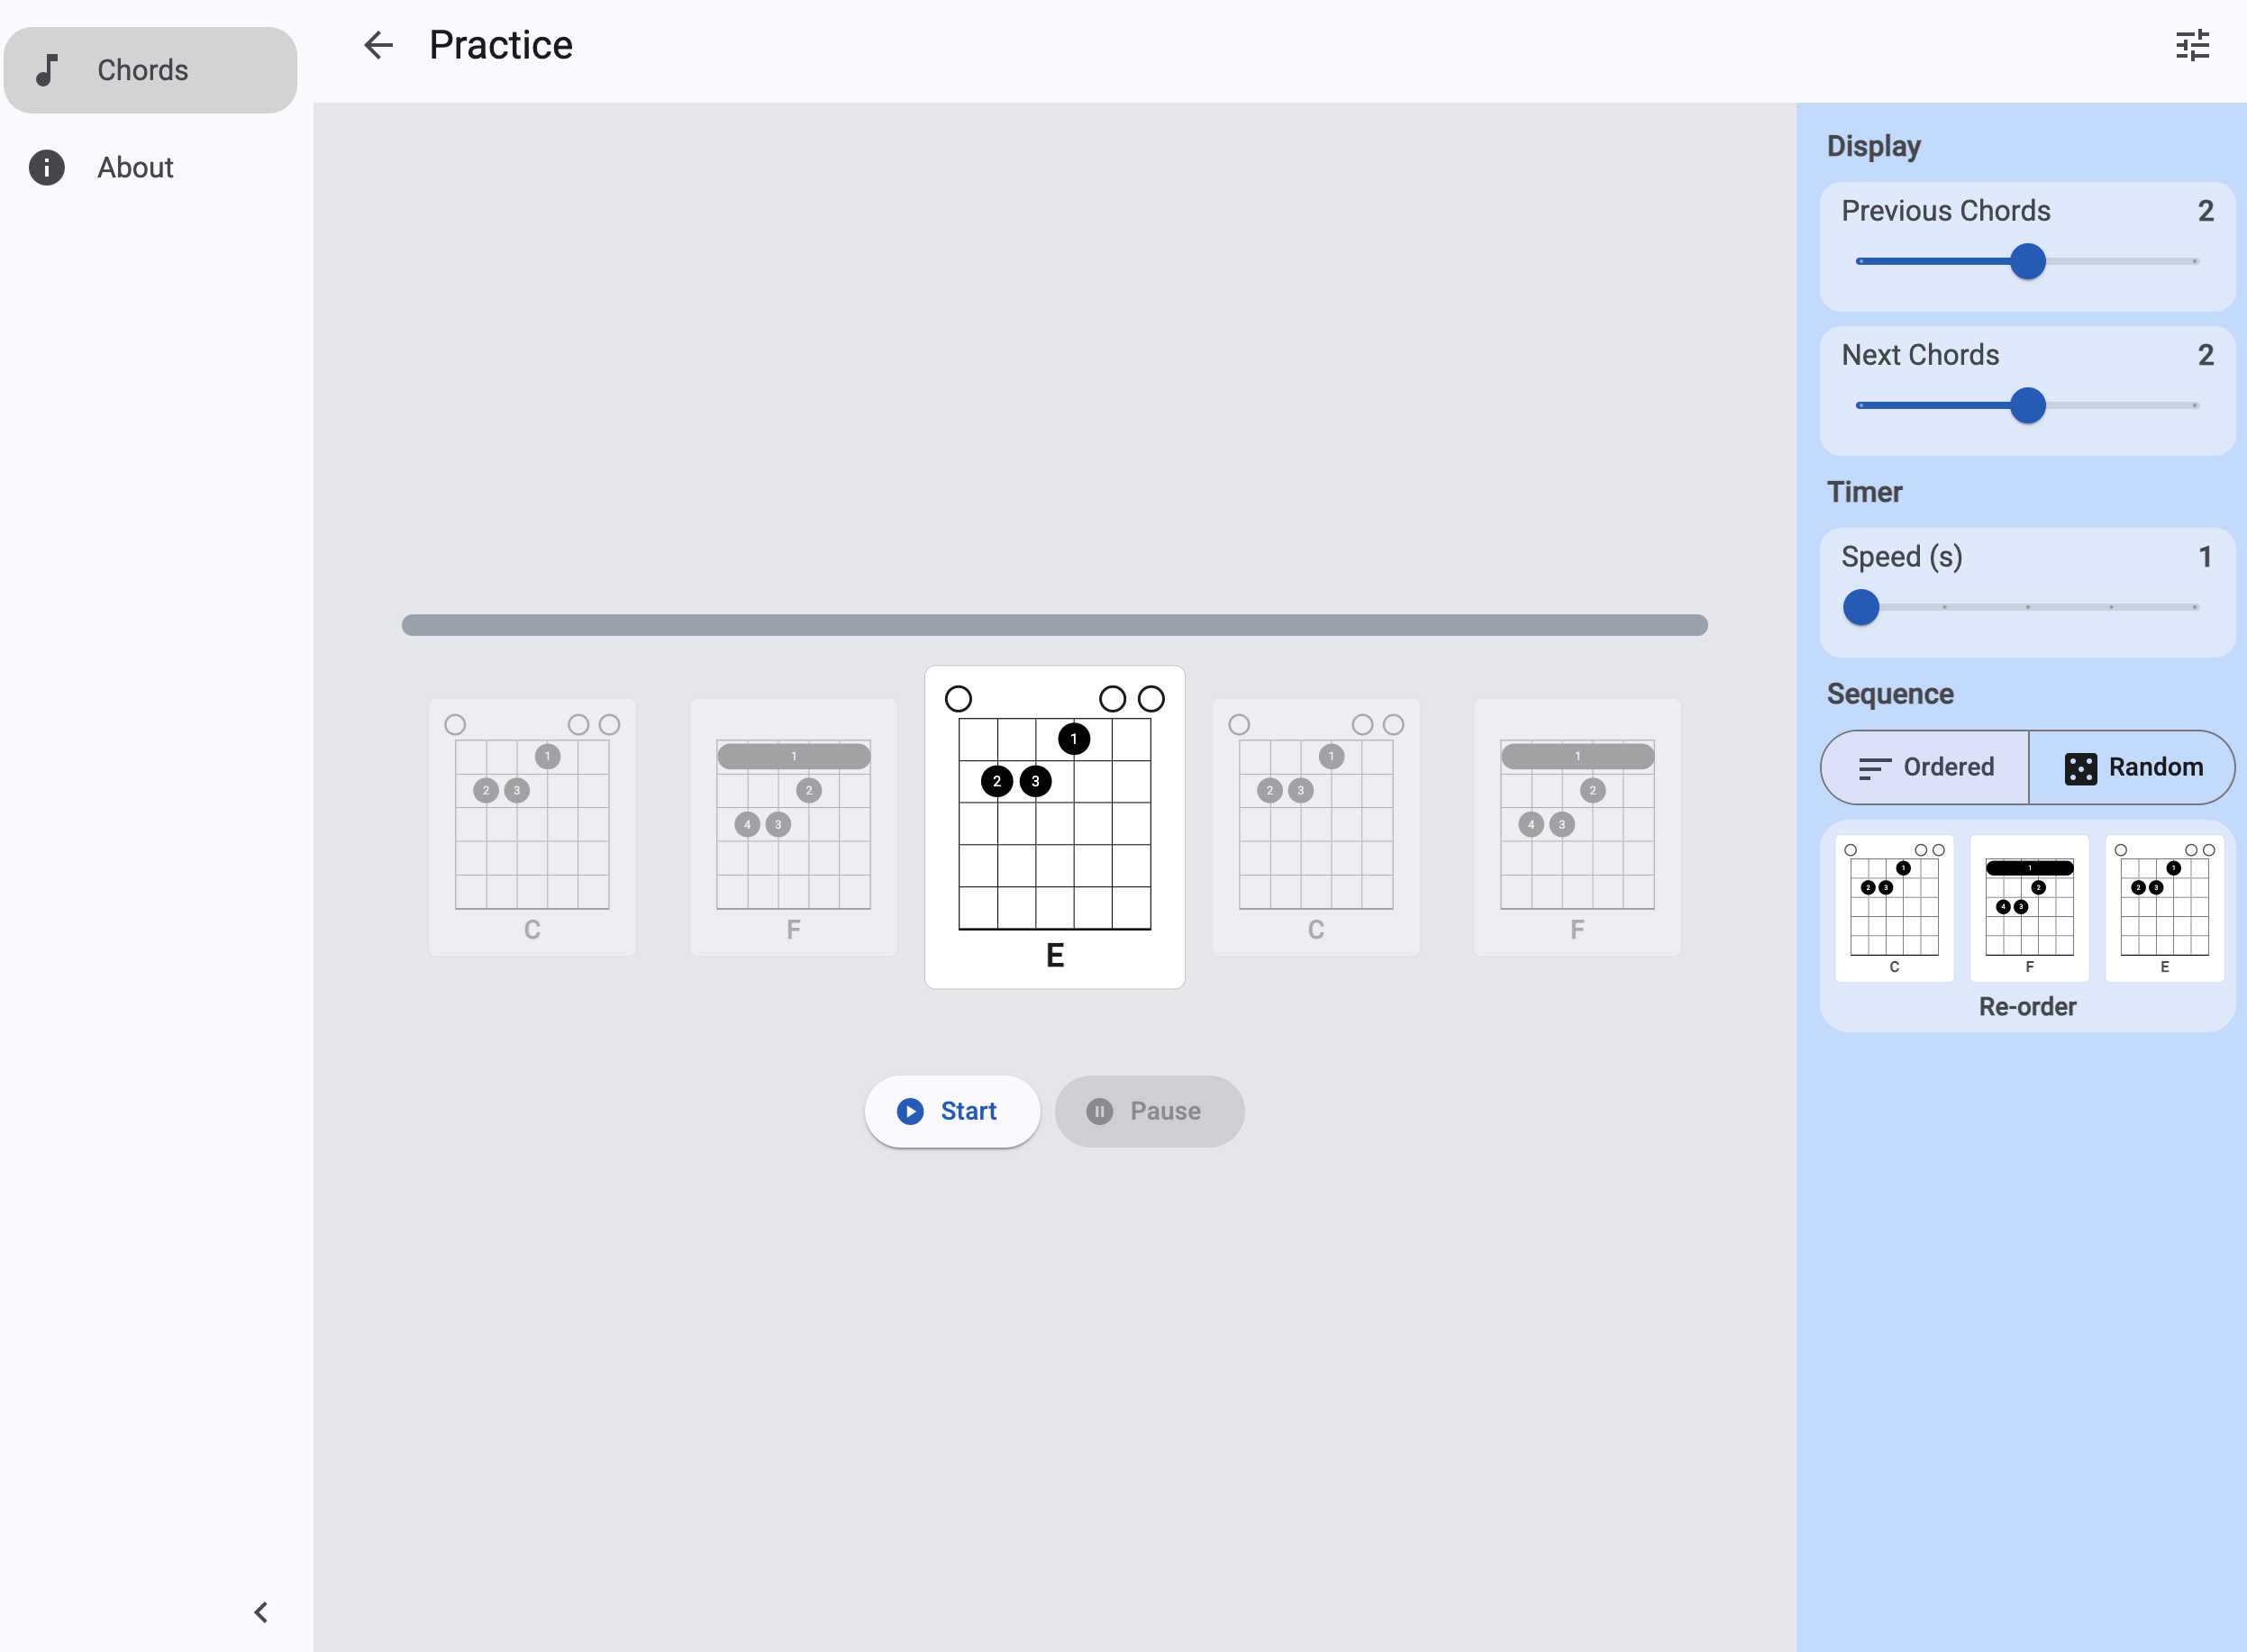 Chords
About
Practice
1
2 3
C
1
2
4 3
F
1
2 3
E
1
2 3
C
1
2
4 3
F
Start
Pause
Display
Previous Chords 2
Next Chords 2
Timer
Speed (s) 1
Sequence
Ordered
Random
1
2 3
C
1
2
4 3
F
1
2 3
E
Re-order